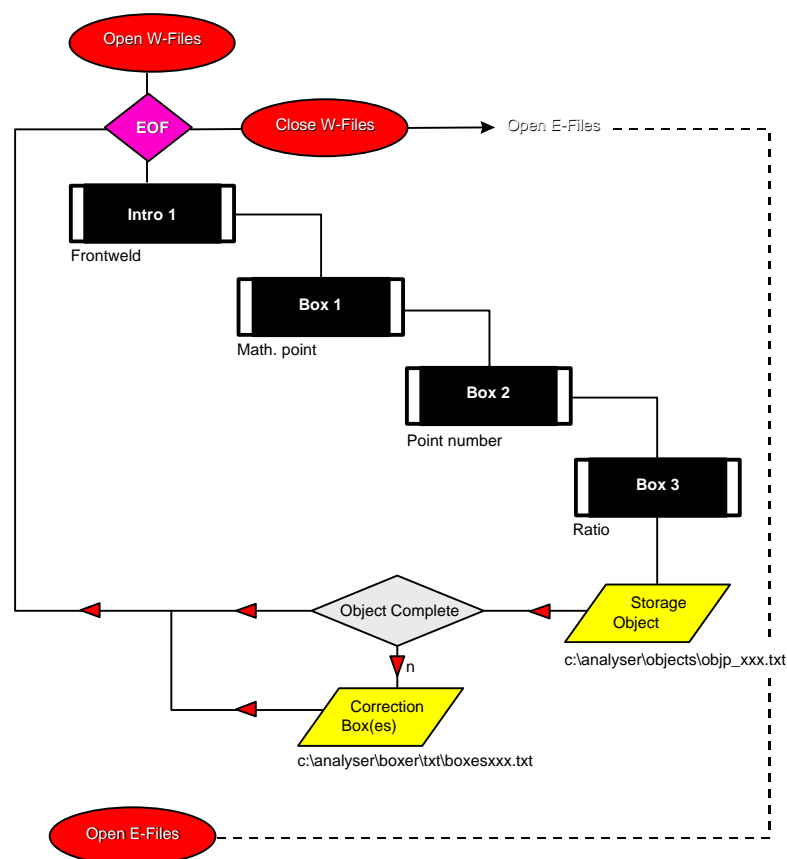 Open W-Files
EOF
Close W-Files
Open E-Files
Intro 1
Frontweld
Box 1
Math. point
Box 2
Point number
Box 3
Ratio
Storage
Object
c:\analyser\objects\objp_xxx.txt
Object Complete
n
Correction
Box(es)
c:\analyser\boxer\txt\boxesxxx.txt
Open E-Files